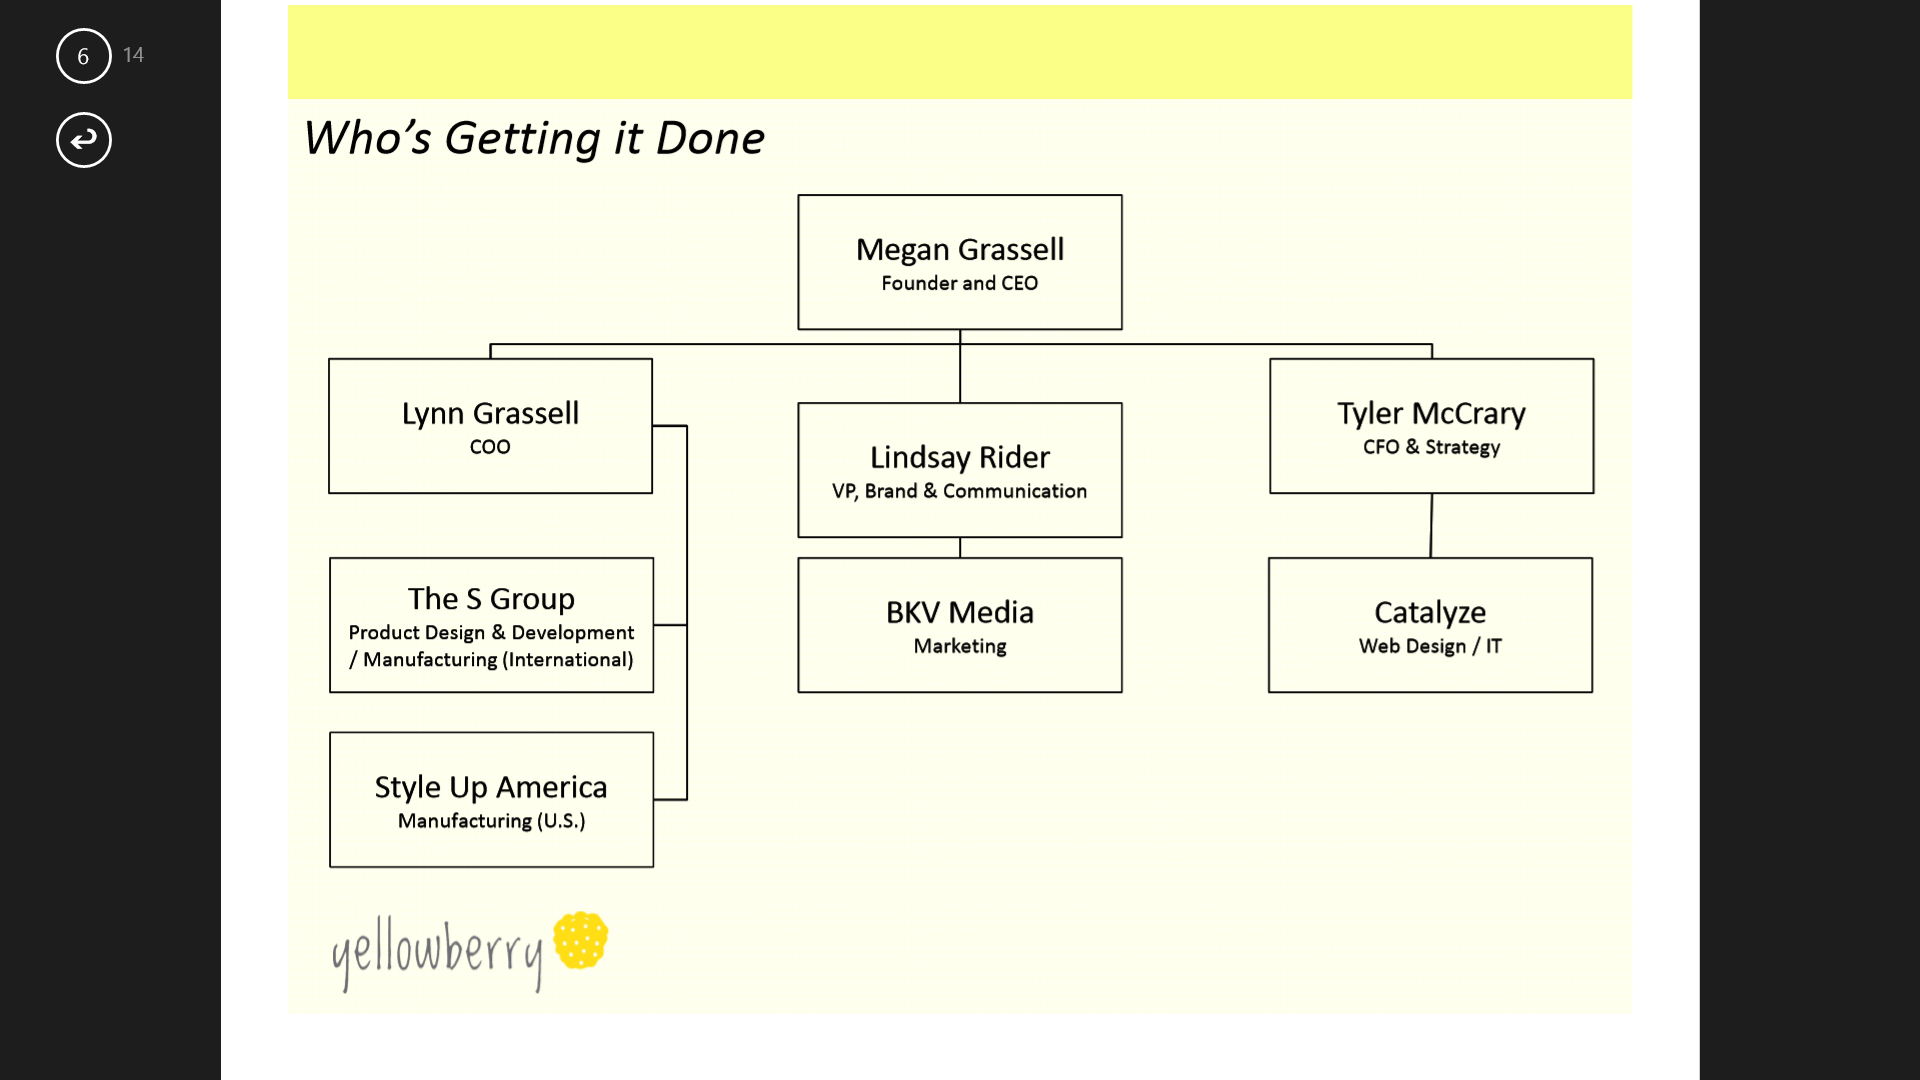 6 14
Who's Getting it Done
Megan Grassell
Founder and CEO
Lynn Grassell
COO
Lindsay Rider
VP, Brand & Communication
Tyler McCrary
CFO & Strategy
The S Group
Product Design & Development
/ Manufacturing (International)
BKV Media
Marketing
Catalyze
Web Design / IT
Style Up America
Manufacturing (U.S.)
yellowberry